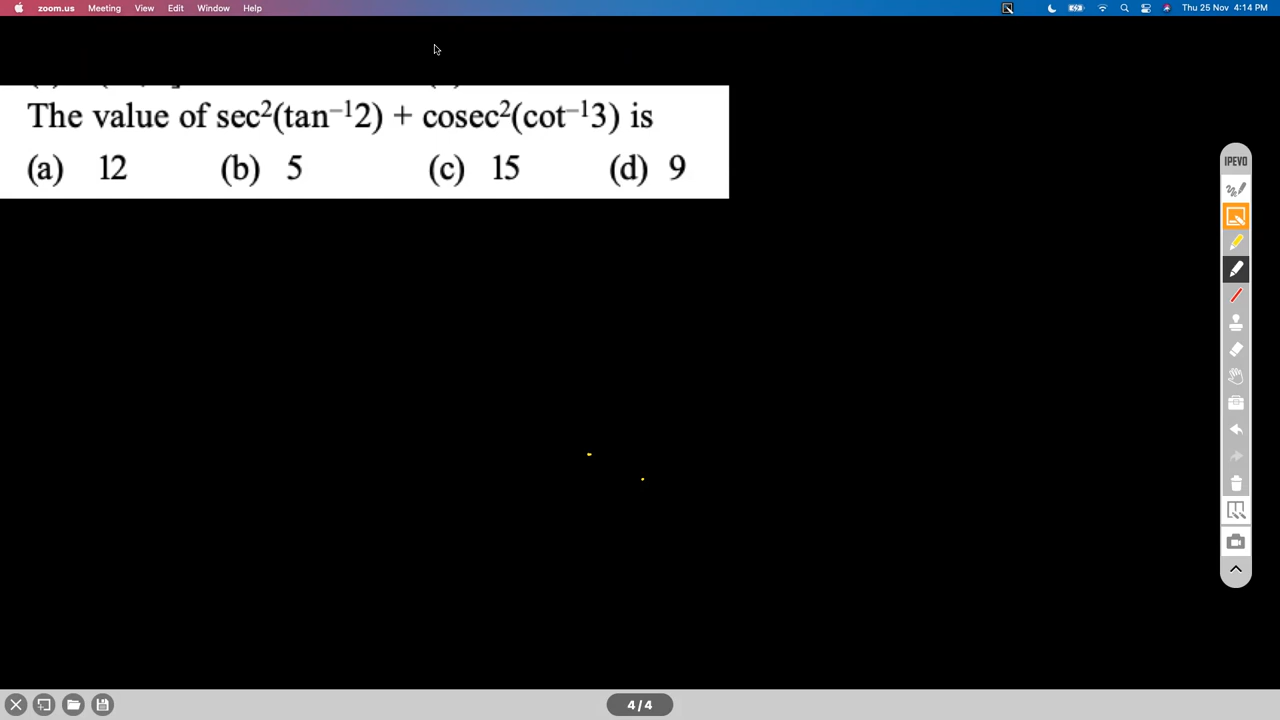 zoom.us Meeting View Edit Window Help Thu 25 Nov 4:14 PM
The value of sec²(tan⁻¹2) + cosec²(cot⁻¹3) is
(a) 12 (b) 5 (c) 15 (d) 9
IPEVO
4 / 4